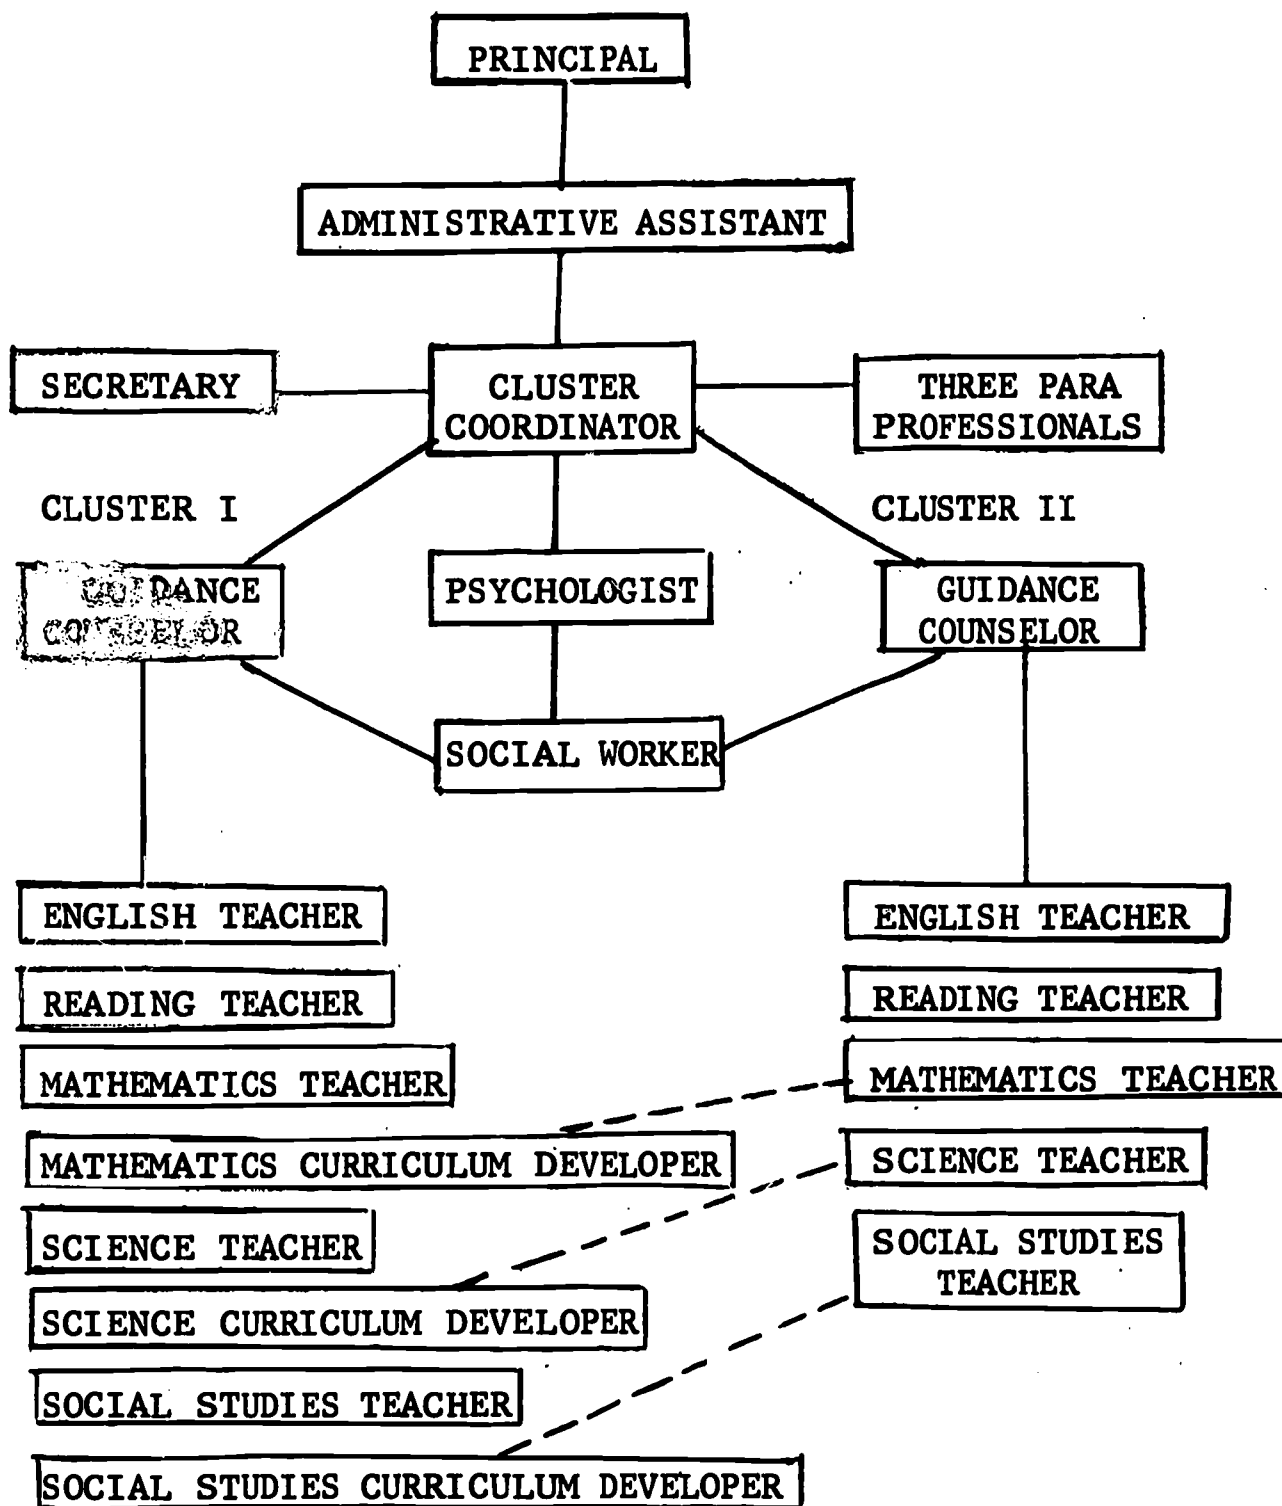 PRINCIPAL
ADMINISTRATIVE ASSISTANT
SECRETARY
CLUSTER
COORDINATOR
THREE PARA
PROFESSIONALS
CLUSTER I
CLUSTER II
GUIDANCE
COUNSELOR
PSYCHOLOGIST
GUIDANCE
COUNSELOR
SOCIAL WORKER
ENGLISH TEACHER
READING TEACHER
MATHEMATICS TEACHER
MATHEMATICS CURRICULUM DEVELOPER
SCIENCE TEACHER
SCIENCE CURRICULUM DEVELOPER
SOCIAL STUDIES TEACHER
SOCIAL STUDIES CURRICULUM DEVELOPER
ENGLISH TEACHER
READING TEACHER
MATHEMATICS TEACHER
SCIENCE TEACHER
SOCIAL STUDIES
TEACHER